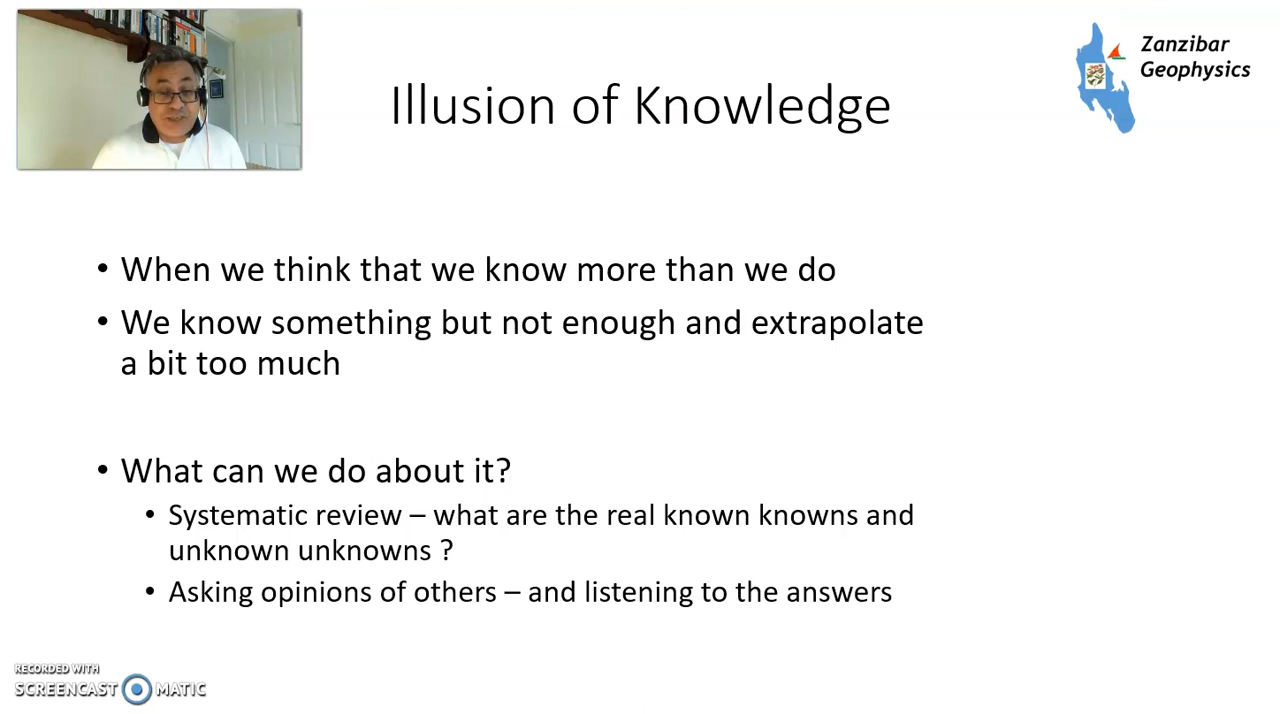 Zanzibar
Geophysics
Illusion of Knowledge
• When we think that we know more than we do
• We know something but not enough and extrapolate
a bit too much
• What can we do about it?
• Systematic review – what are the real known knowns and
unknown unknowns ?
• Asking opinions of others – and listening to the answers
RECORDED WITH
SCREENCAST MATIC